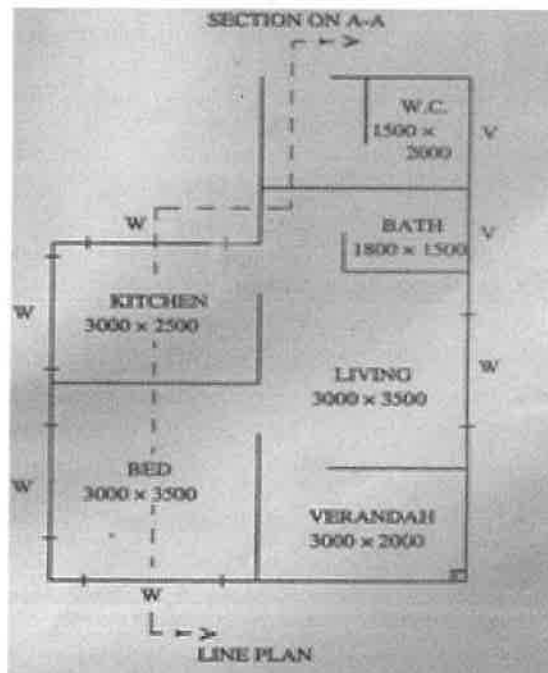 SECTION ON A-A
A
W.C.
1500 × 2000
V
BATH
1800 × 1500
V
W
KITCHEN
3000 × 2500
W
LIVING
3000 × 3500
W
BED
3000 × 3500
W
VERANDAH
3000 × 2000
W
A
LINE PLAN